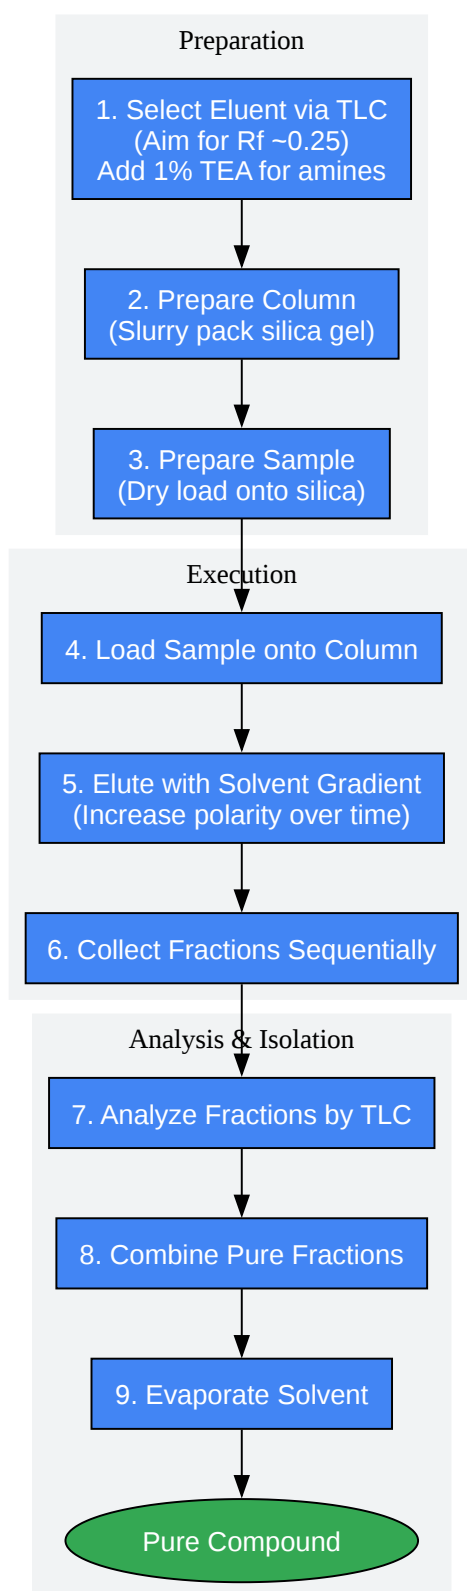 Preparation
1. Select Eluent via TLC
(Aim for Rf ~0.25)
Add 1% TEA for amines
2. Prepare Column
(Slurry pack silica gel)
3. Prepare Sample
(Dry load onto silica)
Execution
4. Load Sample onto Column
5. Elute with Solvent Gradient
(Increase polarity over time)
6. Collect Fractions Sequentially
Analysis & Isolation
7. Analyze Fractions by TLC
8. Combine Pure Fractions
9. Evaporate Solvent
Pure Compound